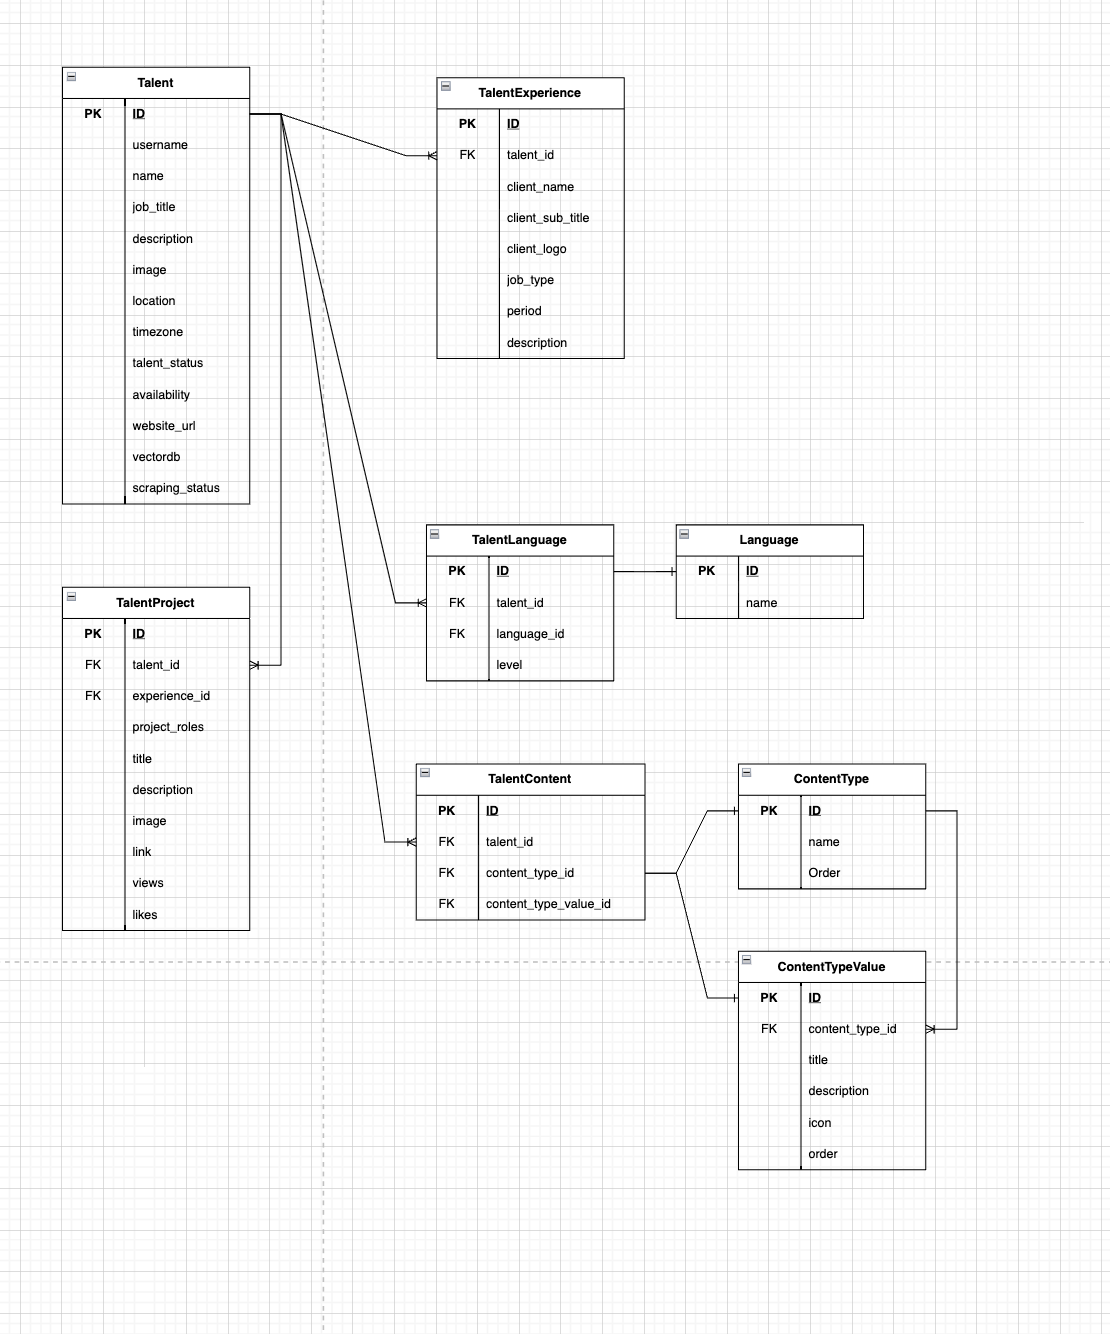 Talent
PK ID
username
name
job_title
description
image
location
timezone
talent_status
availability
website_url
vectordb
scraping_status
TalentExperience
PK ID
FK talent_id
client_name
client_sub_title
client_logo
job_type
period
description
TalentLanguage
PK ID
FK talent_id
FK language_id
level
Language
PK ID
name
TalentProject
PK ID
FK talent_id
FK experience_id
project_roles
title
description
image
link
views
likes
TalentContent
PK ID
FK talent_id
FK content_type_id
FK content_type_value_id
ContentType
PK ID
name
Order
ContentTypeValue
PK ID
FK content_type_id
title
description
icon
order